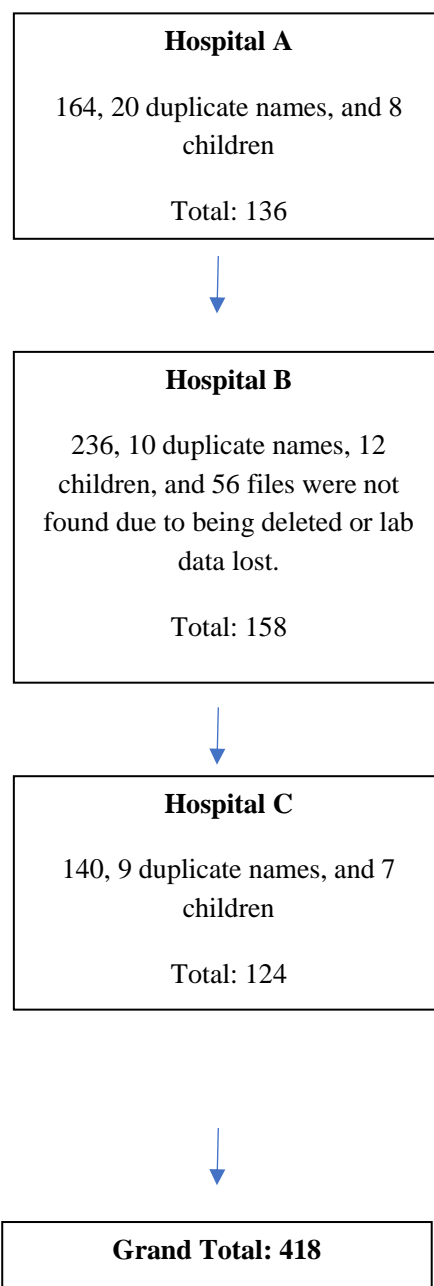 Hospital A
164, 20 duplicate names, and 8
children
Total: 136
Hospital B
236, 10 duplicate names, 12
children, and 56 files were not
found due to being deleted or lab
data lost.
Total: 158
Hospital C
140, 9 duplicate names, and 7
children
Total: 124
Grand Total: 418